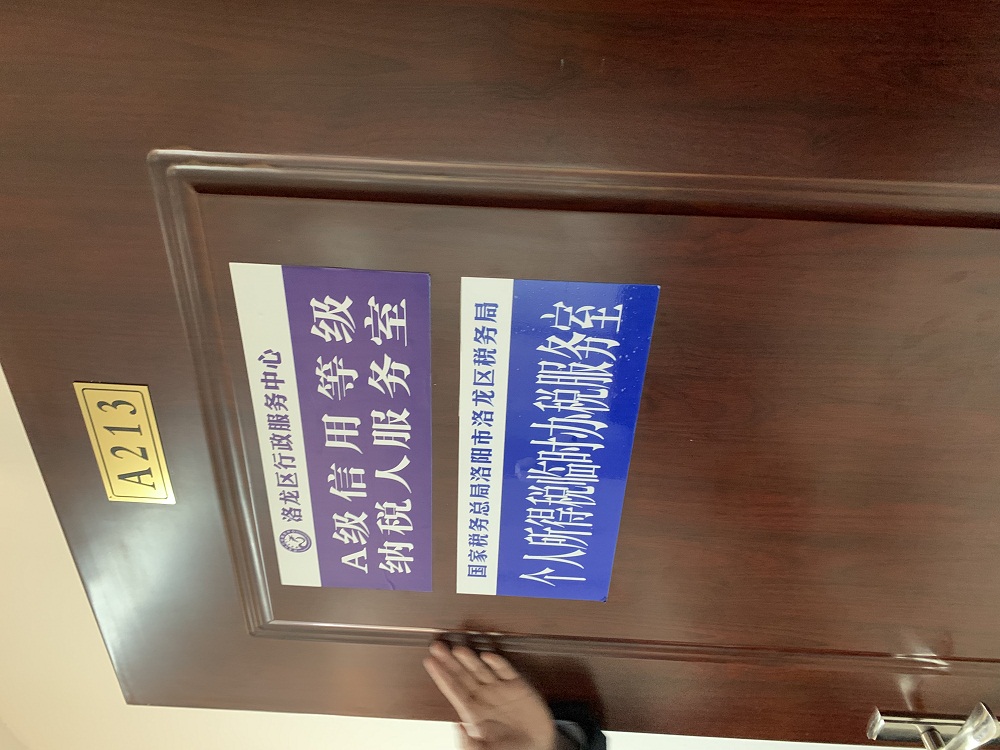 A213
洛龙区行政服务中心
A级信用等级
纳税人服务室
国家税务总局洛阳市洛龙区税务局
个人所得税临时办税服务室